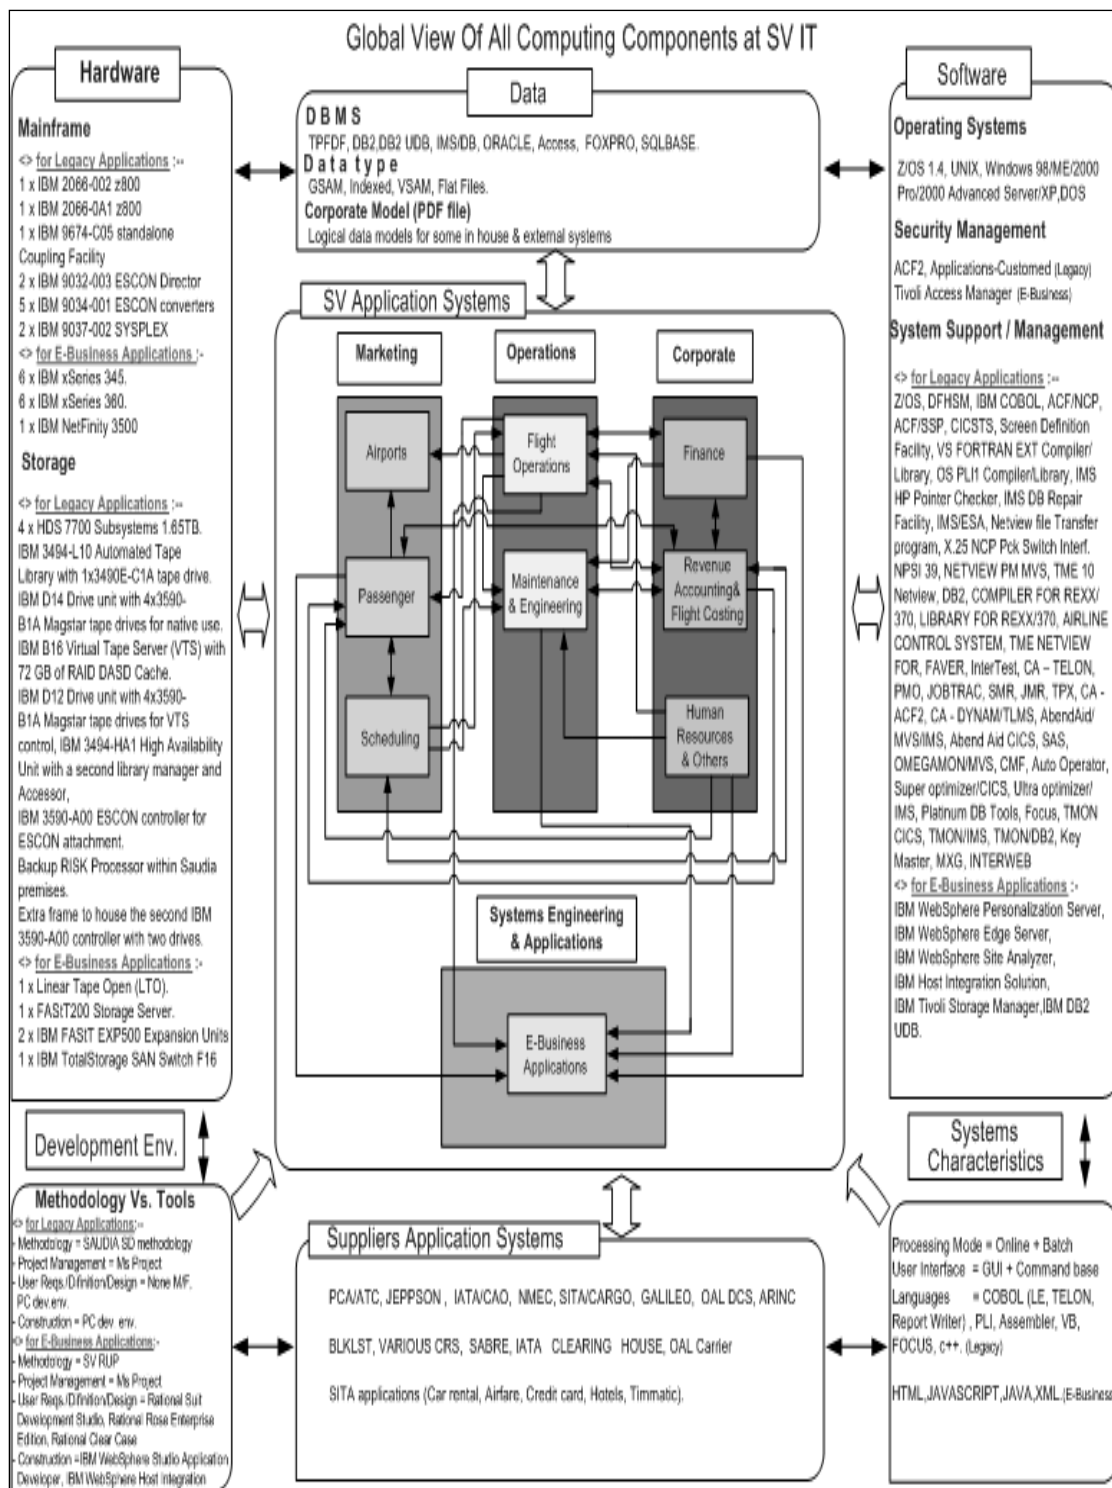 Global View Of All Computing Components at SV IT
Hardware
Mainframe
<> for Legacy Applications :--
1 x IBM 2066-002 z800
1 x IBM 2066-0A1 z800
1 x IBM 9674-C05 standalone
Coupling Facility
2 x IBM 9032-003 ESCON Director
5 x IBM 9034-001 ESCON converters
2 x IBM 9037-002 SYSPLEX
<> for E-Business Applications :-
6 x IBM xSeries 345.
6 x IBM xSeries 360.
1 x IBM NetFinity 3500
Storage
<> for Legacy Applications :--
4 x HDS 7700 Subsystems 1.65TB.
IBM 3494-L10 Automated Tape
Library with 1x3490E-C1A tape drive.
IBM D14 Drive unit with 4x3590-
B1A Magstar tape drives for native use.
IBM B16 Virtual Tape Server (VTS) with
72 GB of RAID DASD Cache.
IBM D12 Drive unit with 4x3590-
B1A Magstar tape drives for VTS
control, IBM 3494-HA1 High Availability
Unit with a second library manager and
Accessor,
IBM 3590-A00 ESCON controller for
ESCON attachment.
Backup RISK Processor within Saudia
premises.
Extra frame to house the second IBM
3590-A00 controller with two drives.
<> for E-Business Applications :-
1 x Linear Tape Open (LTO).
1 x FAStT200 Storage Server.
2 x IBM FAStT EXP500 Expansion Units
1 x IBM TotalStorage SAN Switch F16
Data
DBMS
TPFDF, DB2,DB2 UDB, IMS/DB, ORACLE, Access, FOXPRO, SQLBASE.
Data type
GSAM, Indexed, VSAM, Flat Files.
Corporate Model (PDF file)
Logical data models for some in house & external systems
SV Application Systems
Marketing
Operations
Corporate
Airports
Flight
Operations
Finance
Passenger
Maintenance
& Engineering
Revenue
Accounting&
Flight Costing
Scheduling
Human
Resources
& Others
Systems Engineering
& Applications
E-Business
Applications
Software
Operating Systems
Z/OS 1.4, UNIX, Windows 98/ME/2000
Pro/2000 Advanced Server/XP,DOS
Security Management
ACF2, Applications-Customed (Legacy)
Tivoli Access Manager (E-Business)
System Support / Management
<> for Legacy Applications :--
Z/OS, DFHSM, IBM COBOL, ACF/NCP,
ACF/SSP, CICSTS, Screen Definition
Facility, VS FORTRAN EXT Compiler/
Library, OS PLI1 Compiler/Library, IMS
HP Pointer Checker, IMS DB Repair
Facility, IMS/ESA, Netview file Transfer
program, X.25 NCP Pck Switch Interf.
NPSI 39, NETVIEW PM MVS, TME 10
Netview, DB2, COMPILER FOR REXX/
370, LIBRARY FOR REXX/370, AIRLINE
CONTROL SYSTEM, TME NETVIEW
FOR, FAVER, InterTest, CA – TELON,
PMO, JOBTRAC, SMR, JMR, TPX, CA -
ACF2, CA - DYNAM/TLMS, AbendAid/
MVS/IMS, Abend Aid CICS, SAS,
OMEGAMON/MVS, CMF, Auto Operator,
Super optimizer/CICS, Ultra optimizer/
IMS, Platinum DB Tools, Focus, TMON
CICS, TMON/IMS, TMON/DB2, Key
Master, MXG, INTERWEB
<> for E-Business Applications :-
IBM WebSphere Personalization Server,
IBM WebSphere Edge Server,
IBM WebSphere Site Analyzer,
IBM Host Integration Solution,
IBM Tivoli Storage Manager,IBM DB2
UDB.
Development Env.
Methodology Vs. Tools
<> for Legacy Applications:--
- Methodology = SAUDIA SD methodology
- Project Management = Ms Project
- User Reqs./Difinition/Design = None M/F,
PC dev.env.
- Construction = PC dev. env.
<> for E-Business Applications:-
- Methodology = SV RUP
- Project Management = Ms Project
- User Reqs./Difinition/Design = Rational Suit
Development Studio, Rational Rose Enterprise
Edition, Rational Clear Case
- Construction =IBM WebSphere Studio Application
Developer, IBM WebSphere Host Integration
Suppliers Application Systems
PCA/ATC, JEPPSON , IATA/CAO, NMEC, SITA/CARGO, GALILEO, OAL DCS, ARINC
BLKLST, VARIOUS CRS, SABRE, IATA CLEARING HOUSE, OAL Carrier
SITA applications (Car rental, Airfare, Credit card, Hotels, Timmatic).
Systems
Characteristics
Processing Mode = Online + Batch
User Interface = GUI + Command base
Languages = COBOL (LE, TELON,
Report Writer) , PLI, Assembler, VB,
FOCUS, c++. (Legacy)
HTML,JAVASCRIPT,JAVA,XML.(E-Business